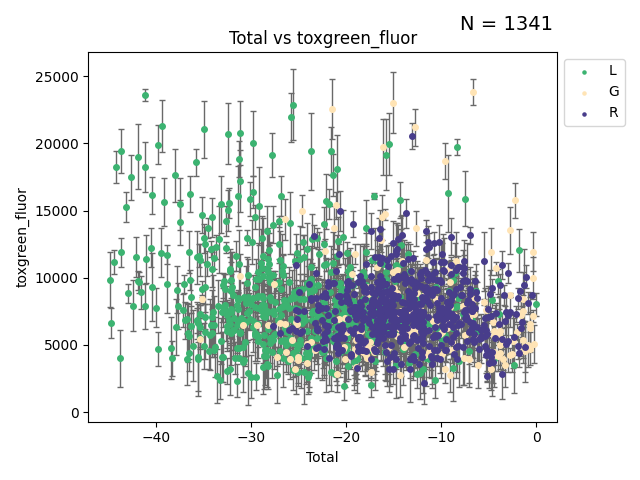 N = 1341
Total vs toxgreen_fluor
L
G
R
25000
20000
15000
10000
5000
0
toxgreen_fluor
−40
−30
−20
−10
0
Total